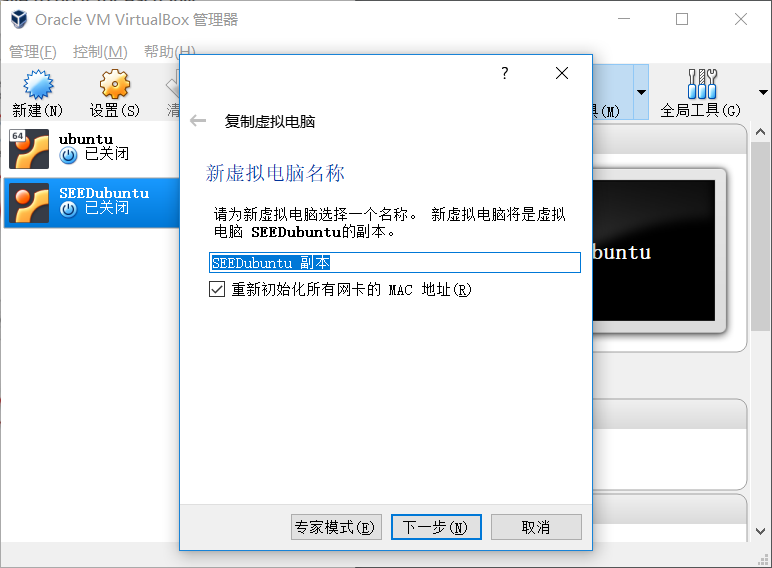 Oracle VM VirtualBox 管理器
管理(F) 控制(M) 帮助(H)
新建(N) 设置(S) 清
(M) 全局工具(G)
64
ubuntu
已关闭
SEEDubuntu
已关闭
?
复制虚拟电脑
新虚拟电脑名称
请为新虚拟电脑选择一个名称。 新虚拟电脑将是虚拟
电脑 SEEDubuntu的副本。
SEEDubuntu 副本
重新初始化所有网卡的 MAC 地址(R)
buntu
专家模式(E) 下一步(N) 取消